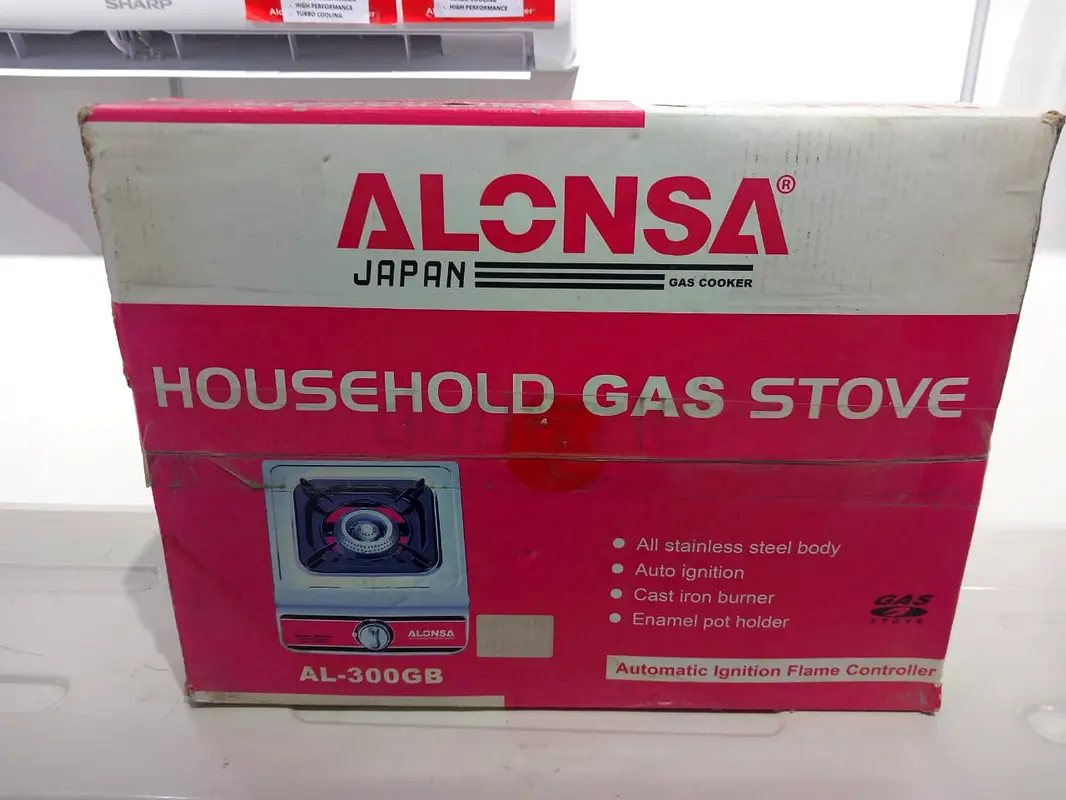 SHARP
HIGH PERFORMANCE
TURBO COOLING
HIGH PERFORMANCE
ALONSA®
JAPAN
GAS COOKER
HOUSEHOLD GAS STOVE
All stainless steel body
Auto ignition
Cast iron burner
Enamel pot holder
GAS
STOVE
ALONSA
Automatic Ignition Flame Controller
AL-300GB